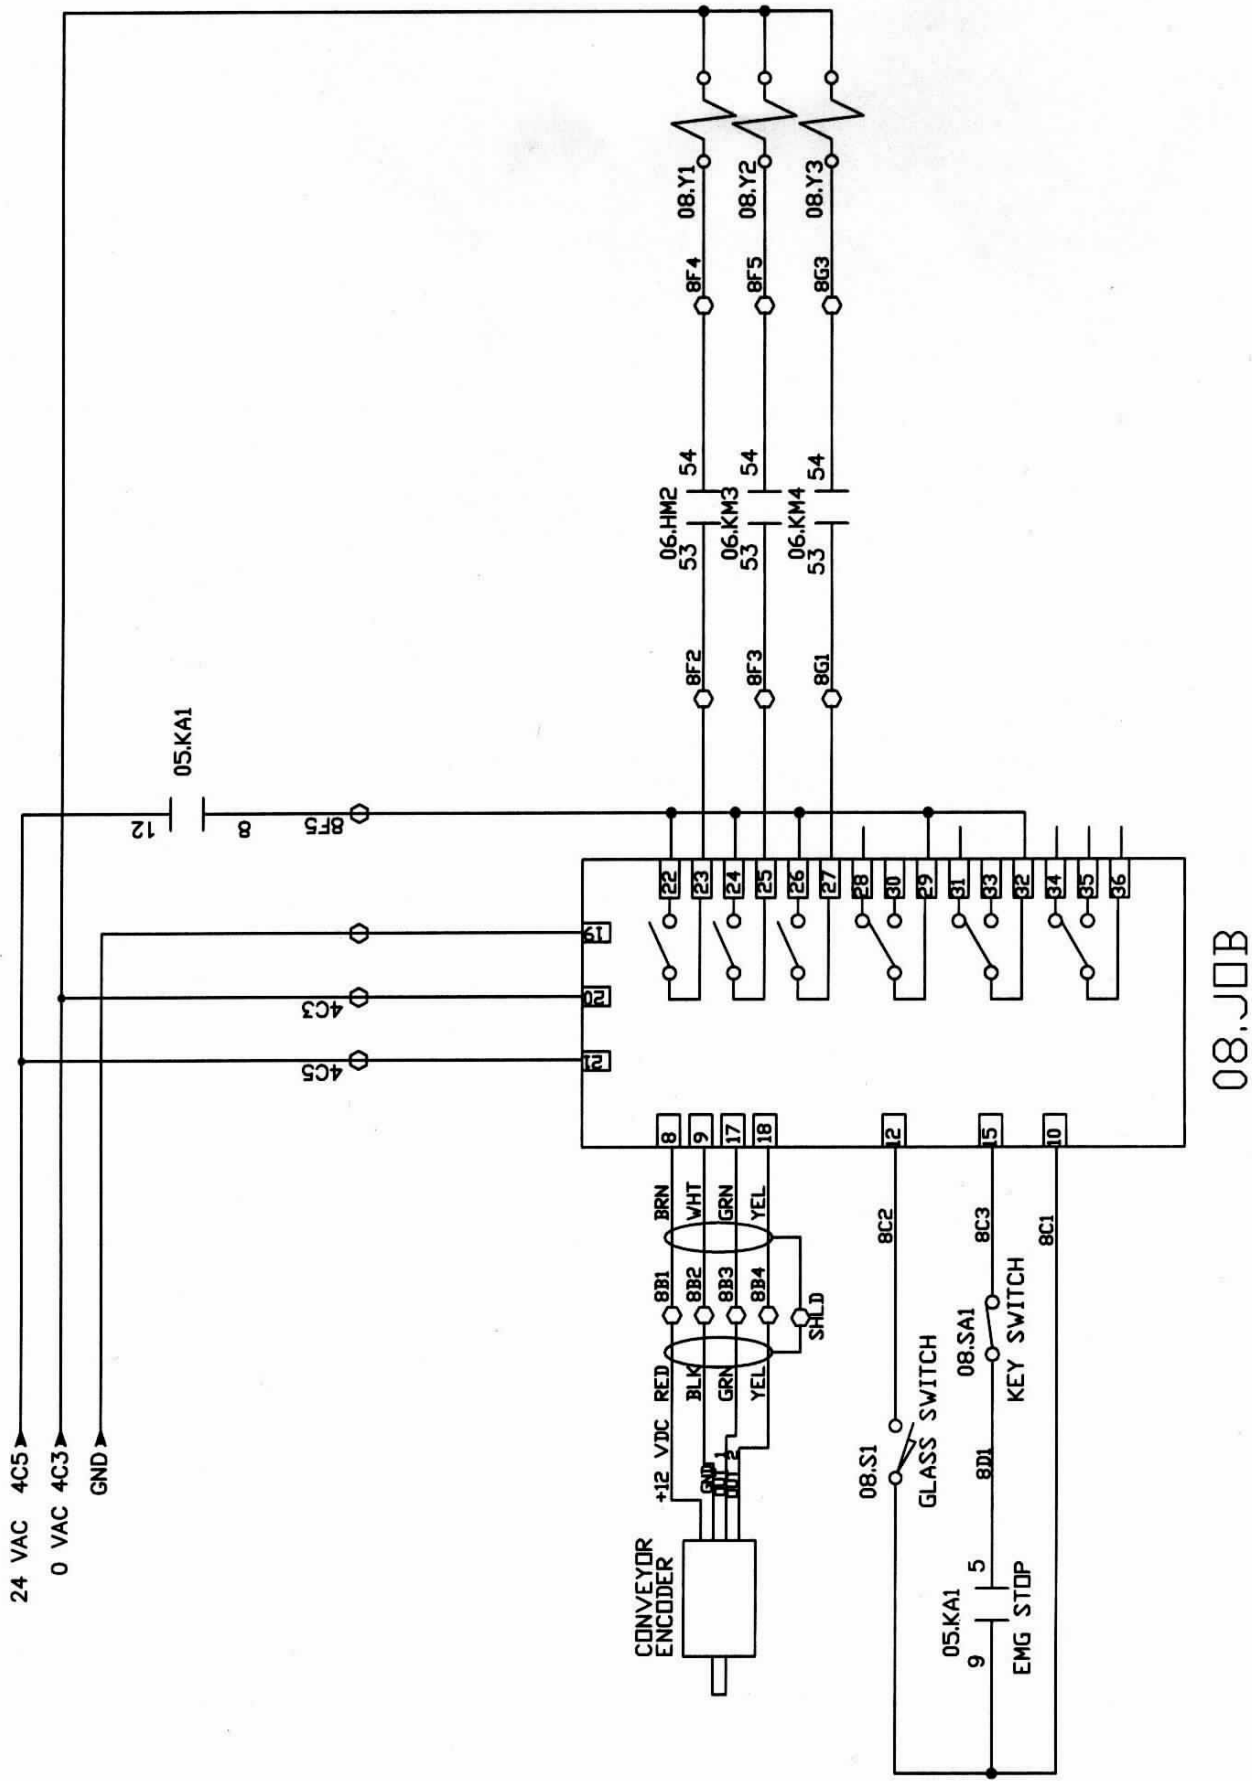 24 VAC 4C5
0 VAC 4C3
GND
12
05.KA1
8
8F5
4C5
4C3
21
20
19
08.Y1
08.Y2
08.Y3
8F4
8F5
8G3
54
54
54
06.HM2
06.KM3
06.KM4
53
53
53
8F2
8F3
8G1
22
23
24
25
26
27
28
30
29
31
33
32
34
35
36
08.JOB
8
9
17
18
12
15
10
BRN
WHT
GRN
YEL
8B1
8B2
8B3
8B4
SHLD
+12 VDC RED
BLK
GRN
YEL
GND
OUT 1
OUT 2
CONVEYOR
ENCODER
8C2
8C3
8C1
08.S1
GLASS SWITCH
08.SA1
KEY SWITCH
8D1
5
05.KA1
9
EMG STOP